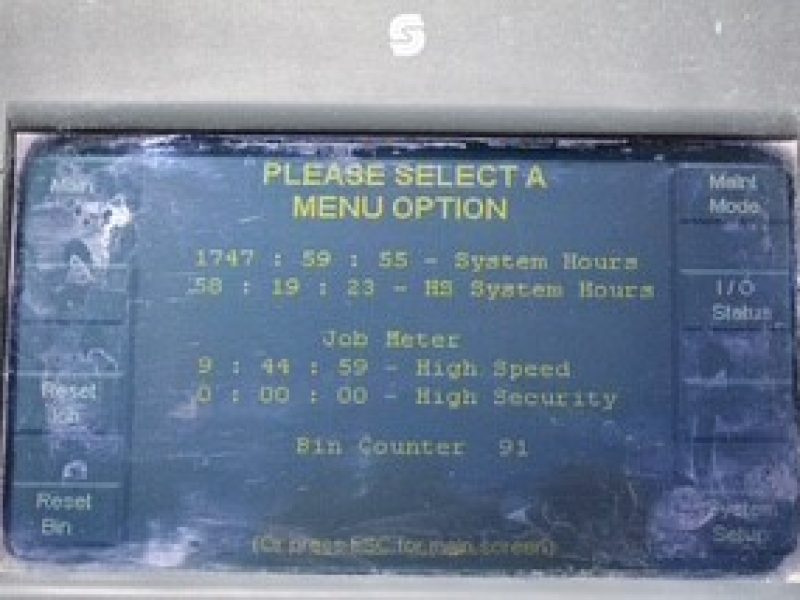 PLEASE SELECT A
MENU OPTION
Main
Maint
Mode
1747 : 59 : 55 - System Hours
58 : 19 : 23 - HS System Hours
I/O
Status
Job Meter
9 : 44 : 59 - High Speed
0 : 00 : 00 - High Security
Reset
Job
Bin Counter 91
Reset
Bin
System
Setup
(Or press ESC for main screen)